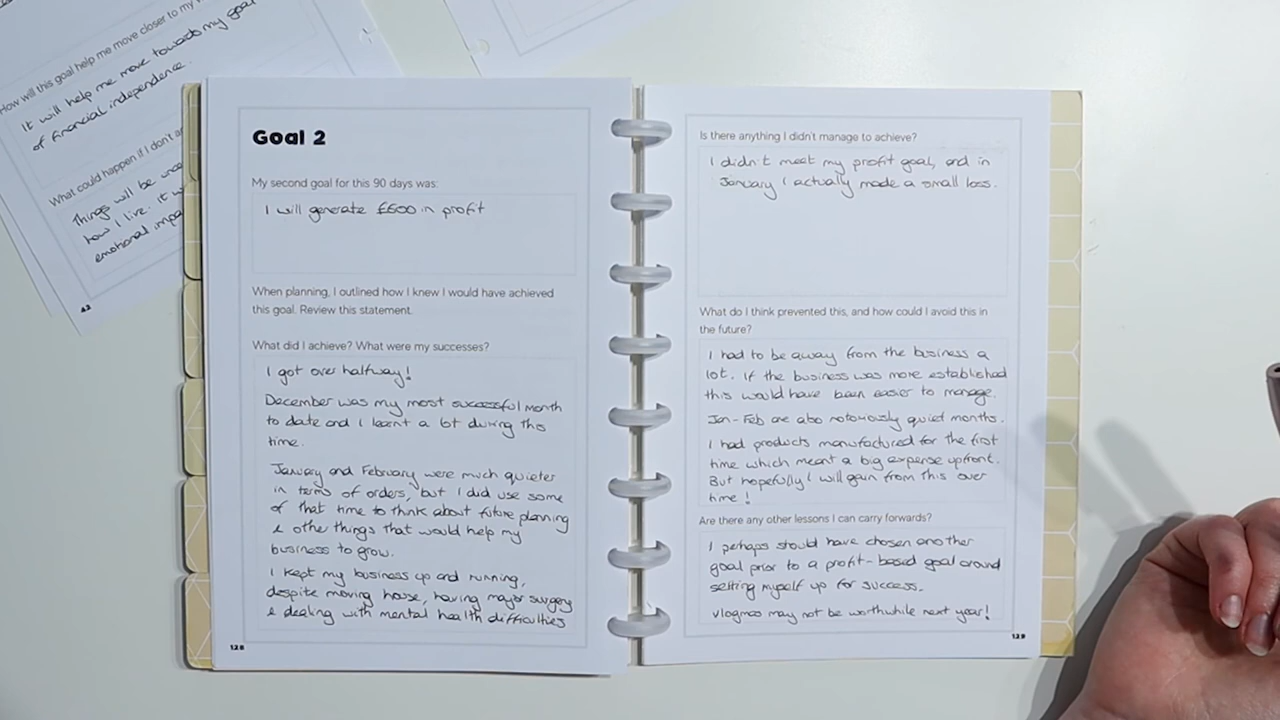 How will this goal help me move closer to my
It will help me move towards my goal
of financial independence.
What could happen if I don't
Things will be
how I live. It
emotional
42
Goal 2
My second goal for this 90 days was:
I will generate £600 in profit
When planning, I outlined how I knew I would have achieved
this goal. Review this statement.
What did I achieve? What were my successes?
I got over halfway!
December was my most successful month
to date and I learnt a lot during this
time.
January and February were much quieter
in terms of orders, but I did use some
of that time to think about future planning
& other things that would help my
business to grow.
I kept my business up and running,
despite moving house, having major surgery
& dealing with mental health difficulties
128
Is there anything I didn't manage to achieve?
I didn't meet my profit goal, and in
January I actually made a small loss.
What do I think prevented this, and how could I avoid this in
the future?
I had to be away from the business a
lot. If the business was more established
this would have been easier to manage.
Jan-Feb are also notoriously quiet months.
I had products manufactured for the first
time which meant a big expense upfront.
But hopefully I will gain from this over
time!
Are there any other lessons I can carry forwards?
I perhaps should have chosen another
goal prior to a profit-based goal around
setting myself up for success.
Vlogmas may not be worthwhile next year!
129